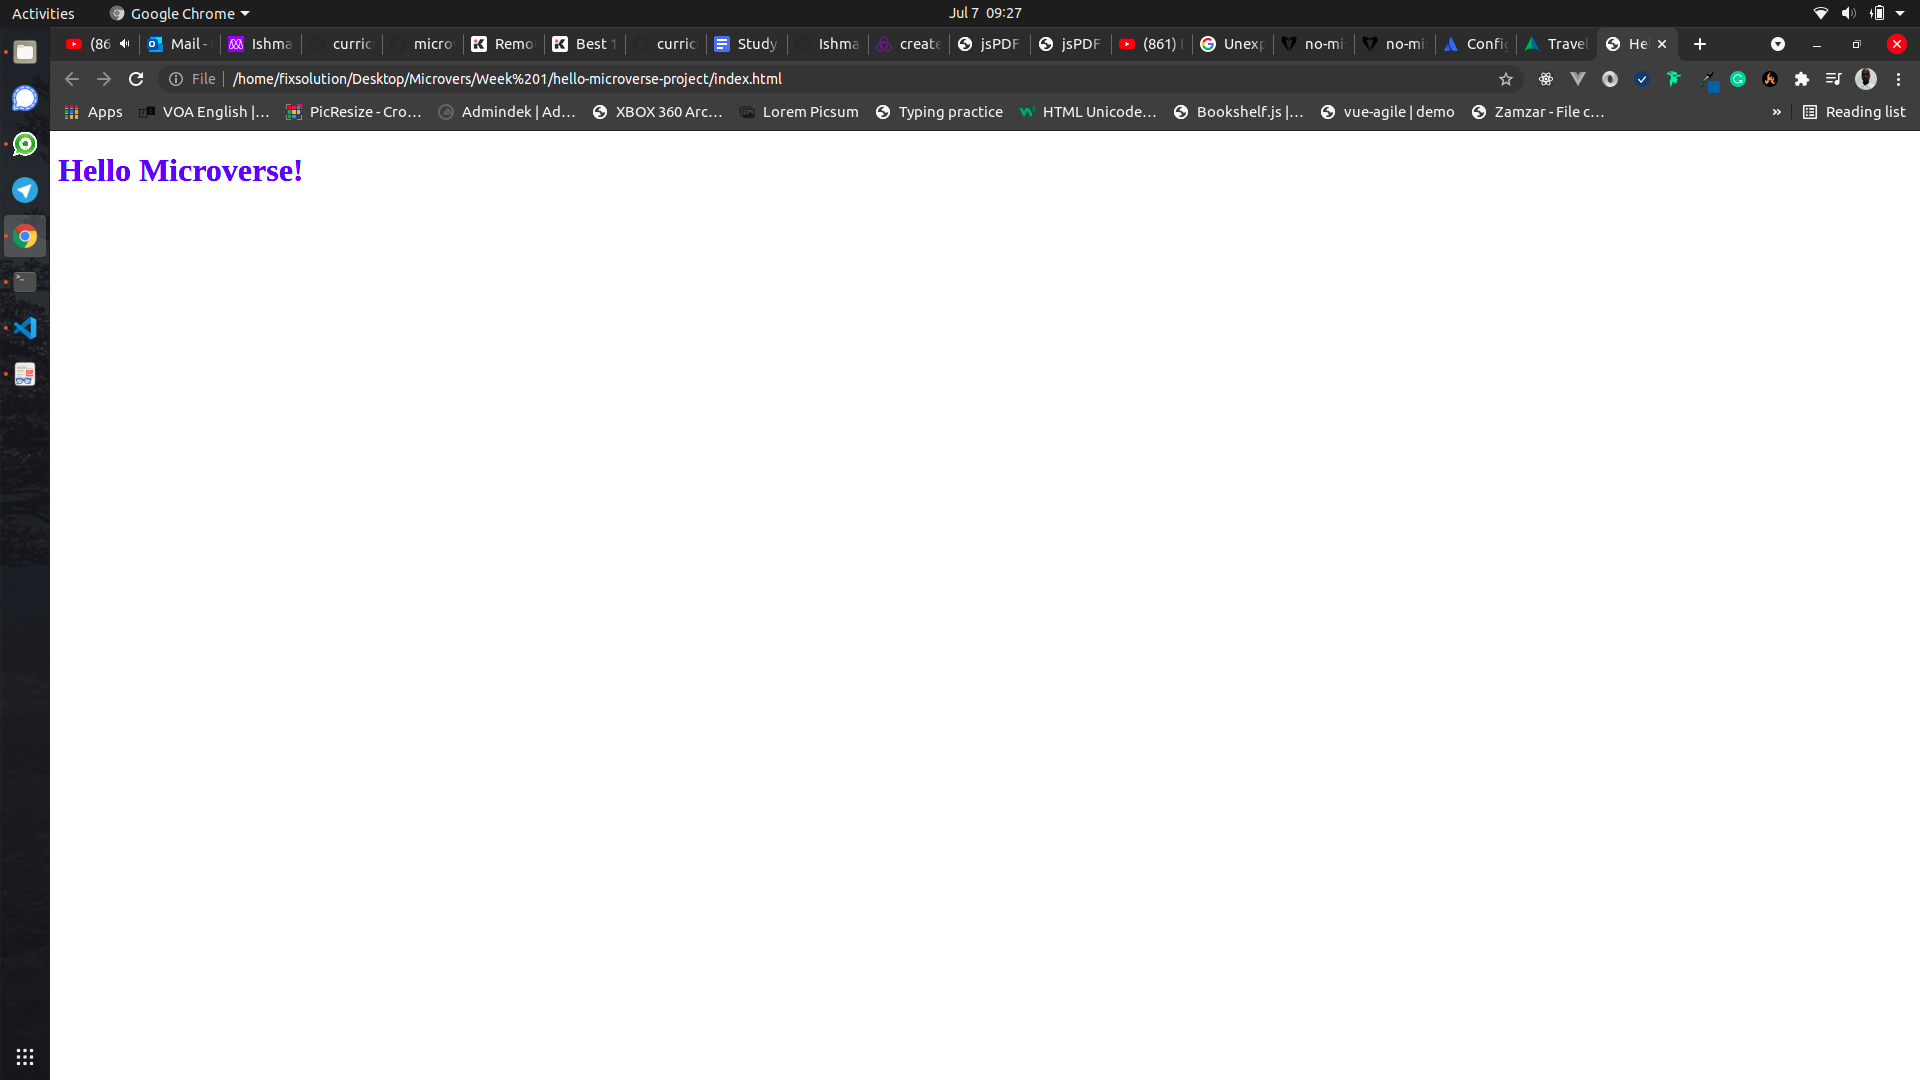 Activities
Google Chrome
Jul 7 09:27
(86
Mail -
Ishma
curric
micro
Remo
Best 1
curric
Study
Ishma
create
jsPDF
jsPDF
(861)
Unexp
no-mi
no-mi
Config
Travel
Hel
File
/home/fixsolution/Desktop/Microvers/Week%201/hello-microverse-project/index.html
Apps
VOA English |...
PicResize - Cro...
Admindek | Ad...
XBOX 360 Arc...
Lorem Picsum
Typing practice
HTML Unicode...
Bookshelf.js |...
vue-agile | demo
Zamzar - File c...
»
Reading list
Hello Microverse!